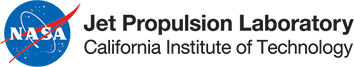 NASA
Jet Propulsion Laboratory
California Institute of Technology